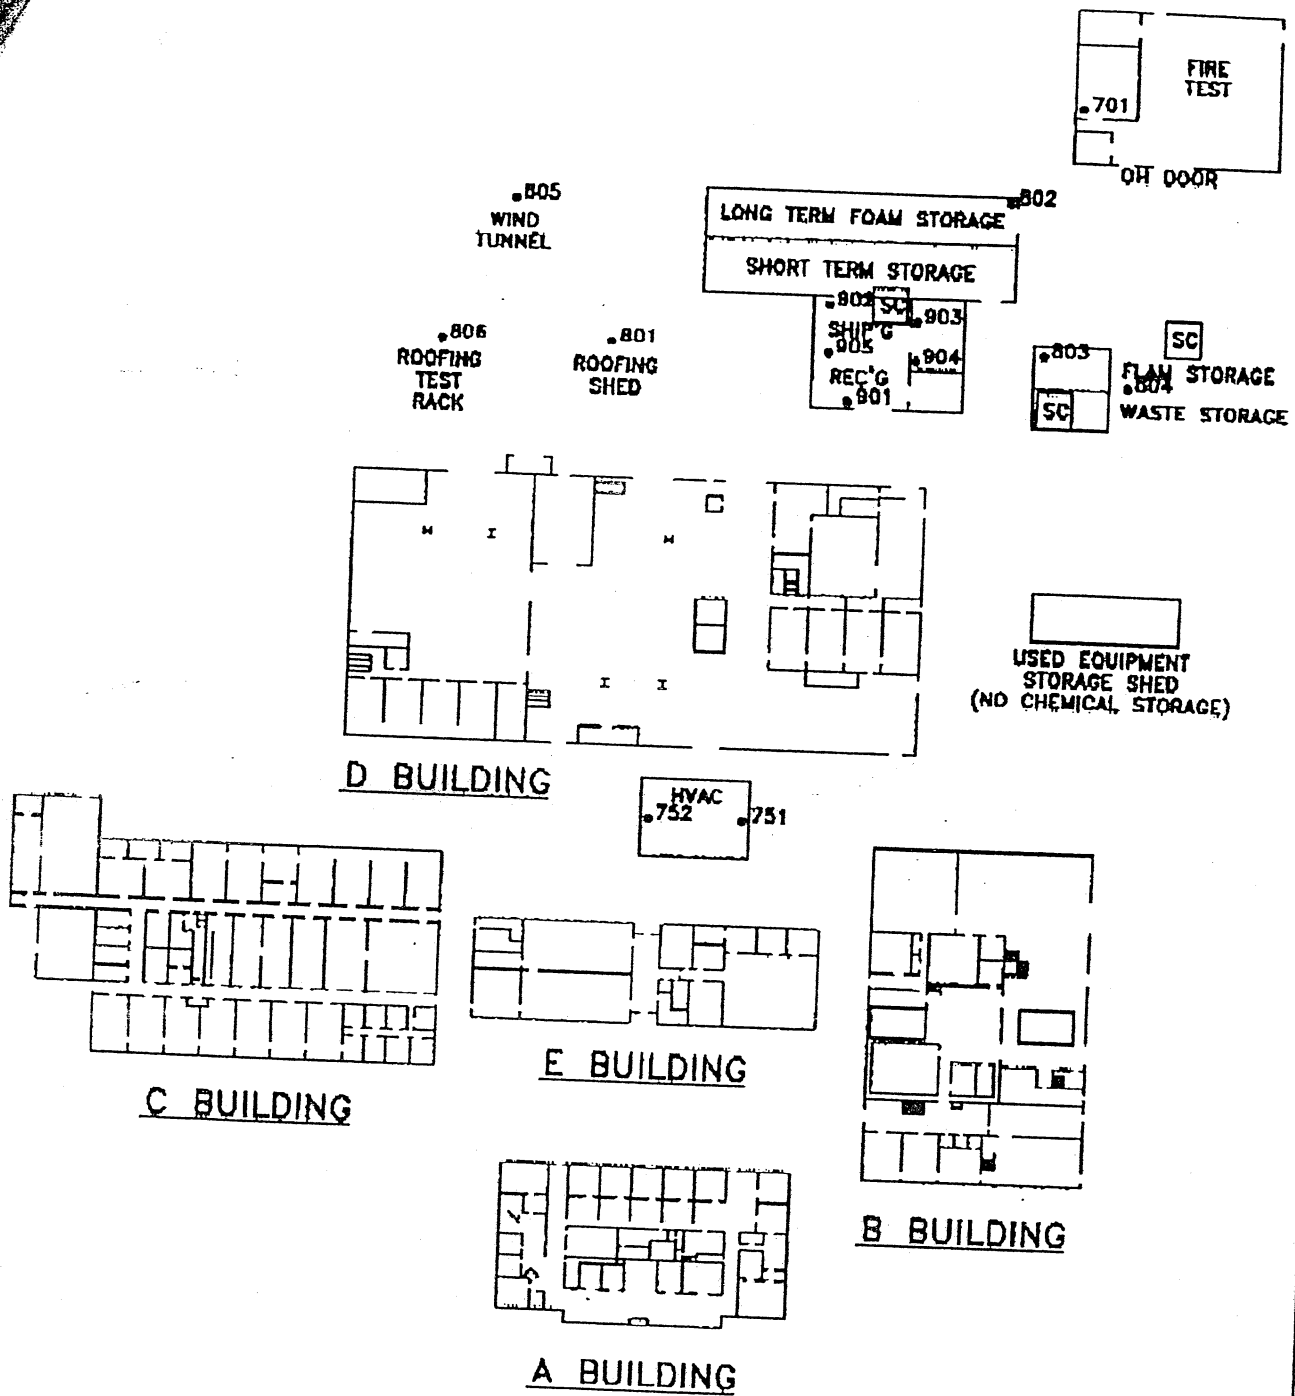 FIRE
TEST
701
OH DOOR
805
WIND
TUNNEL
802
LONG TERM FOAM STORAGE
SHORT TERM STORAGE
902
SC
903
SHIP'G
905
904
REC'G
901
806
ROOFING
TEST
RACK
801
ROOFING
SHED
SC
803
FLAM STORAGE
804
SC
WASTE STORAGE
USED EQUIPMENT
STORAGE SHED
(NO CHEMICAL STORAGE)
D BUILDING
HVAC
752
751
C BUILDING
E BUILDING
B BUILDING
A BUILDING